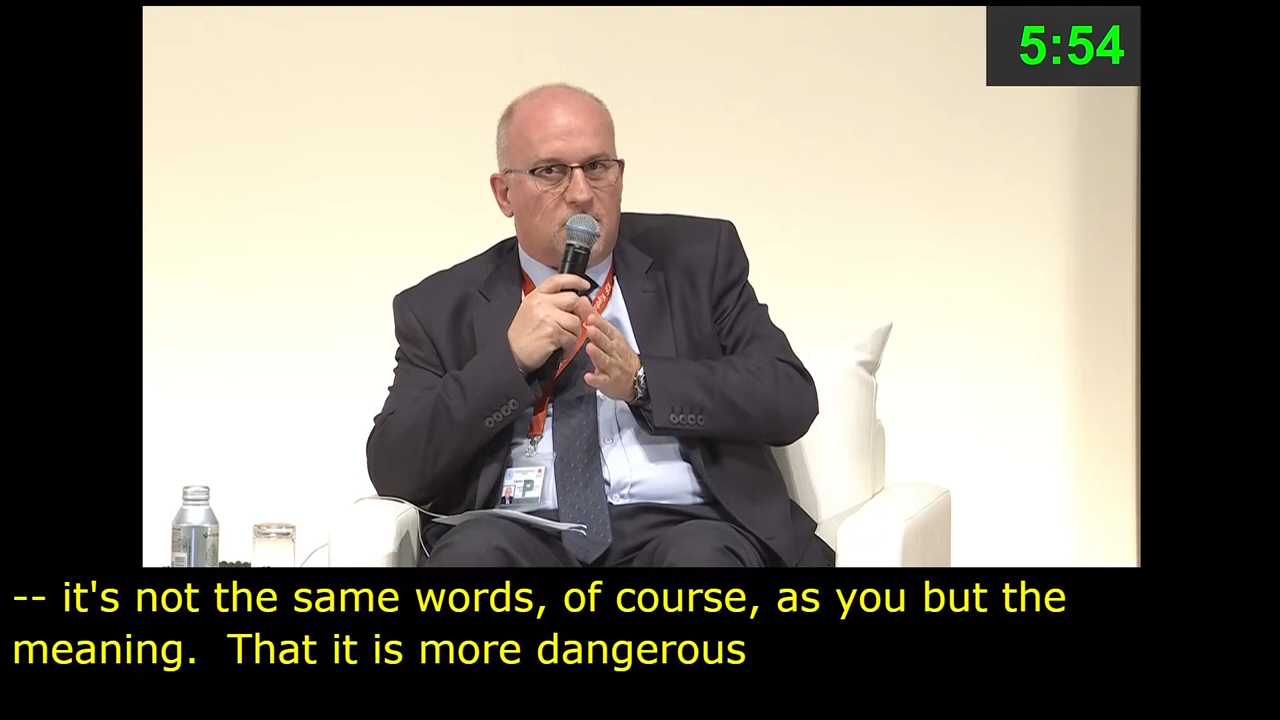 5:54
-- it's not the same words, of course, as you but the
meaning.  That it is more dangerous